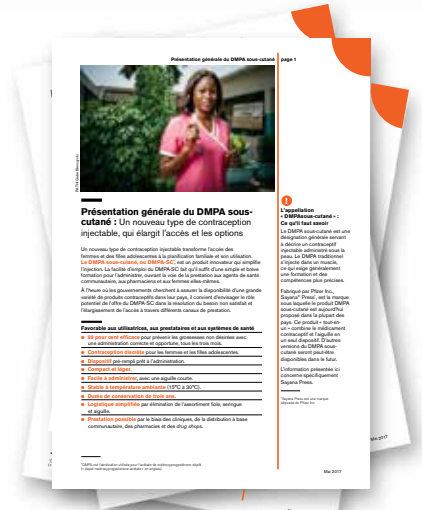 Présentation générale du DMPA sous-cutané
page 1
Présentation générale du DMPA sous-
cutané : Un nouveau type de contraception
injectable, qui élargit l'accès et les options
Un nouveau type de contraception injectable transforme l'accès des
femmes et des filles adolescentes à la planification familiale et son utilisation.
Le DMPA sous-cutané, ou DMPA-SC¹, est un produit innovateur qui simplifie
l'injection. La facilité d'emploi du DMPA-SC fait qu'il suffit d'une simple et brève
formation pour l'administrer, ouvrant la voie de la prestation aux agents de santé
communautaire, aux pharmaciens et aux femmes elles-mêmes.
À l'heure où les gouvernements cherchent à assurer la disponibilité d'une grande
variété de produits contraceptifs dans leur pays, il convient d'envisager le rôle
potentiel de l'offre du DMPA-SC dans la résolution du besoin non satisfait et
l'élargissement de l'accès à travers différents canaux de prestation.
Favorable aux utilisatrices, aux prestataires et aux systèmes de santé
99 pour cent efficace pour prévenir les grossesses non désirées avec
une administration correcte et opportune, tous les trois mois.
Contraception discrète pour les femmes et les filles adolescentes.
Dispositif pré-rempli prêt à l'administration.
Compact et léger.
Facile à administrer, avec une aiguille courte.
Stable à température ambiante (15°C à 30°C).
Durée de conservation de trois ans.
Logistique simplifiée par élimination de l'assortiment fiole, seringue
et aiguille.
Prestation possible par le biais des cliniques, de la distribution à base
communautaire, des pharmacies et des drug shops.
!
L'appellation
« DMPAsous-cutané » :
Ce qu'il faut savoir
Le DMPA sous-cutané est une
désignation générale servant
à décrire un contraceptif
injectable administré sous la
peau. Le DMPA traditionnel
s'injecte dans un muscle,
ce qui exige généralement
une formation et des
compétences plus précises.
Fabriqué par Pfizer Inc.,
Sayana® Press², est la marque
sous laquelle le produit DMPA
sous-cutané est aujourd'hui
proposé dans la plupart des
pays. Ce produit « tout-en-
un » combine le médicament
contraceptif et l'aiguille en
un seul dispositif. D'autres
versions du DMPA sous-
cutané seront peut-être
disponibles dans le futur.
L'information présentée ici
concerne spécifiquement
Sayana Press.
Mai 2017
Mai 2017